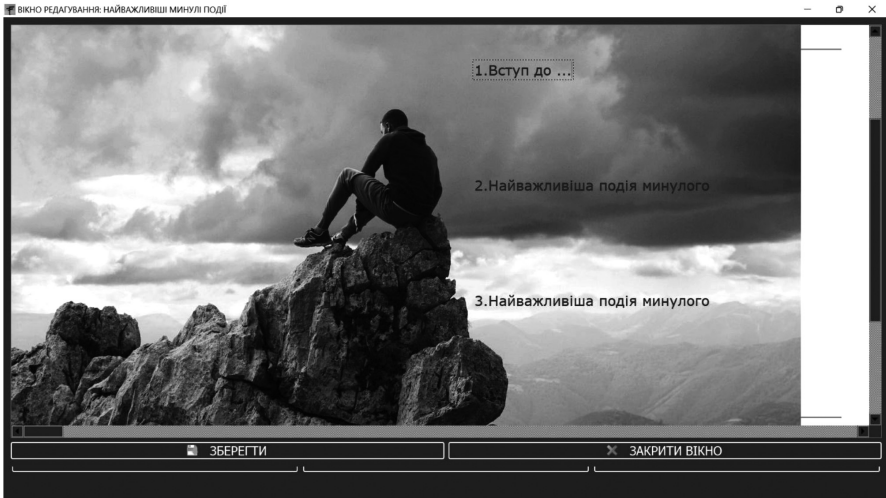 ВІКНО РЕДАГУВАННЯ: НАЙВАЖЛИВІШІ МИНУЛІ ПОДІЇ
1.Вступ до ...
2.Найважливіша подія минулого
3.Найважливіша подія минулого
ЗБЕРЕГТИ
ЗАКРИТИ ВІКНО